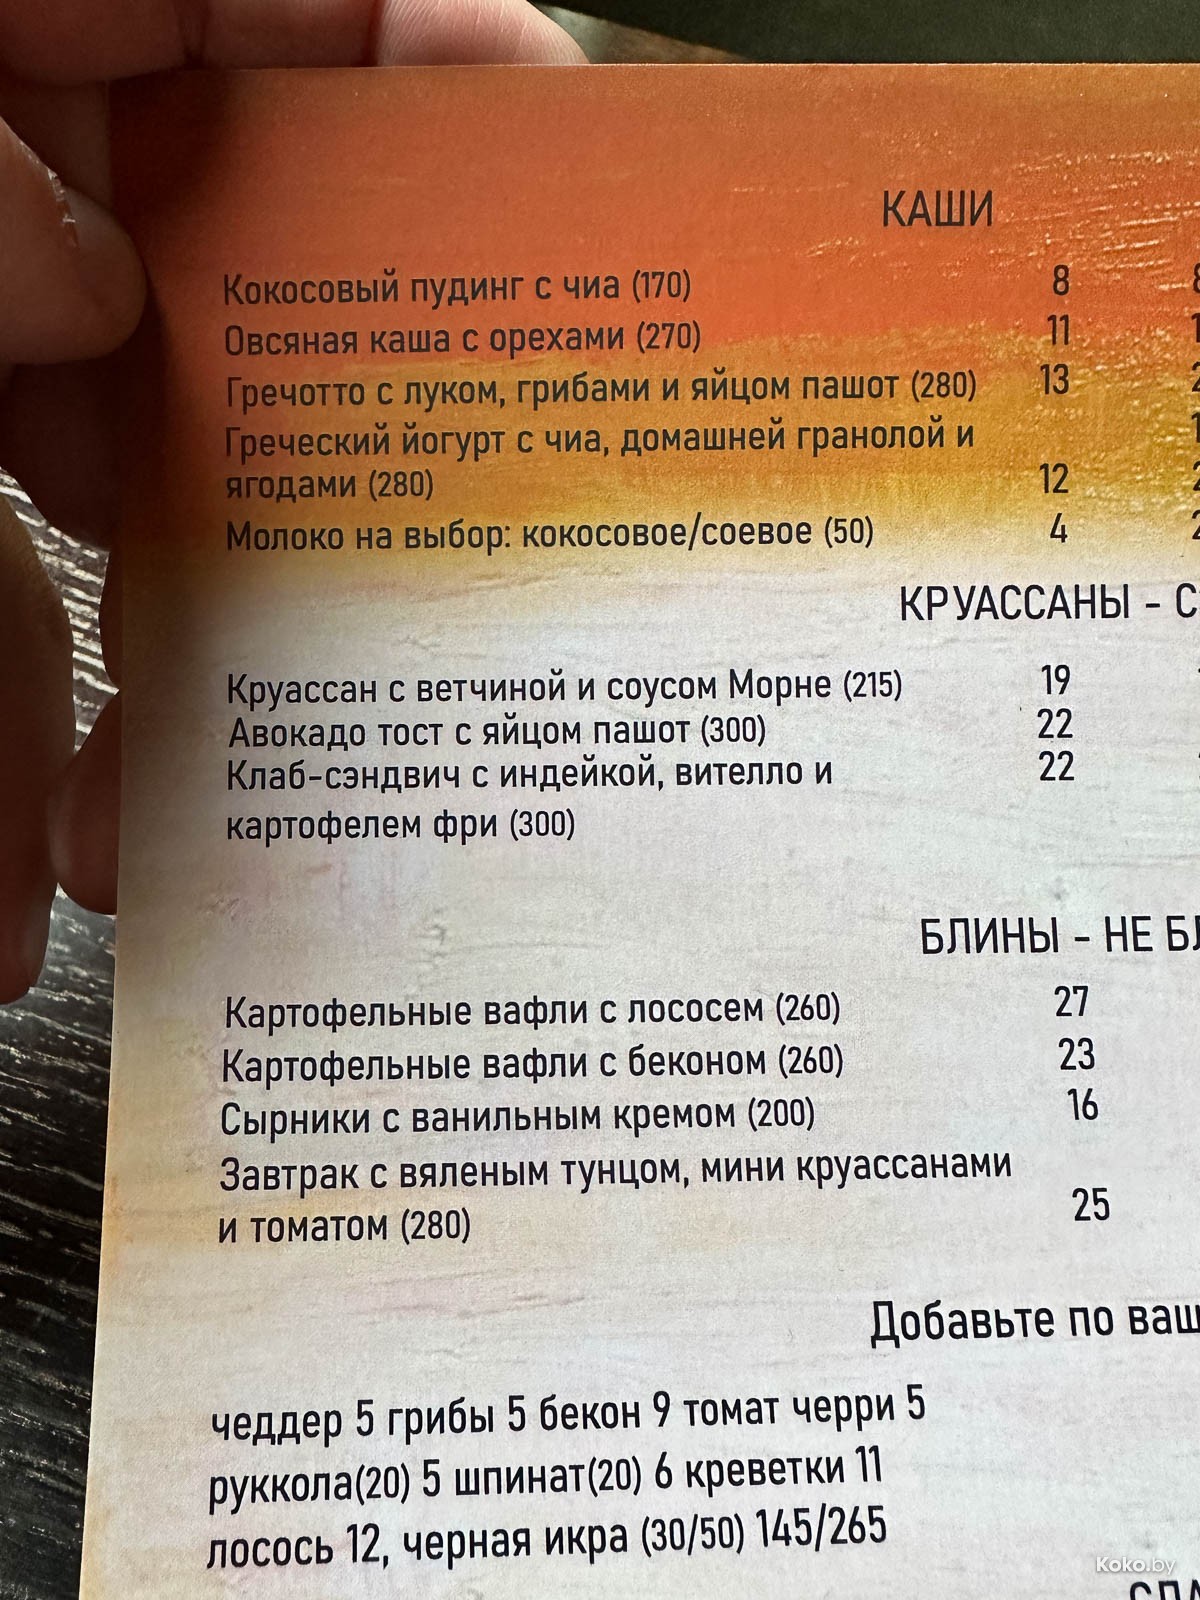 КАШИ
Кокосовый пудинг с чиа (170) 8
Овсяная каша с орехами (270) 11
Гречотто с луком, грибами и яйцом пашот (280) 13
Греческий йогурт с чиа, домашней гранолой и
ягодами (280) 12
Молоко на выбор: кокосовое/соевое (50) 4
КРУАССАНЫ -
Круассан с ветчиной и соусом Морне (215) 19
Авокадо тост с яйцом пашот (300) 22
Клаб-сэндвич с индейкой, вителло и 22
картофелем фри (300)
БЛИНЫ - НЕ
Картофельные вафли с лососем (260) 27
Картофельные вафли с беконом (260) 23
Сырники с ванильным кремом (200) 16
Завтрак с вяленым тунцом, мини круассанами
и томатом (280) 25
Добавьте по
чеддер 5 грибы 5 бекон 9 томат черри 5
руккола(20) 5 шпинат(20) 6 креветки 11
лосось 12, черная икра (30/50) 145/265
Koko.by